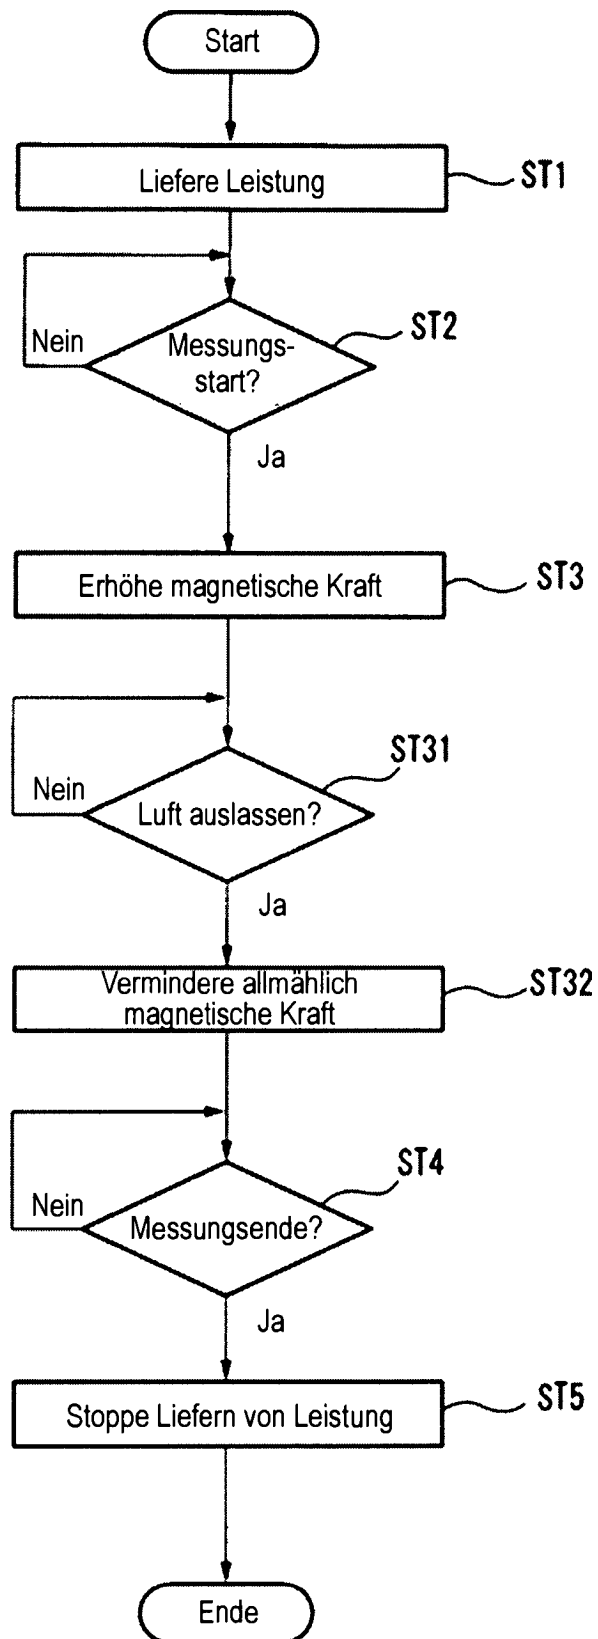 Start
Liefere Leistung
ST1
Nein
Messungs-
start?
ST2
Ja
Erhöhe magnetische Kraft
ST3
Nein
Luft auslassen?
ST31
Ja
Vermindere allmählich
magnetische Kraft
ST32
Nein
Messungsende?
ST4
Ja
Stoppe Liefern von Leistung
ST5
Ende